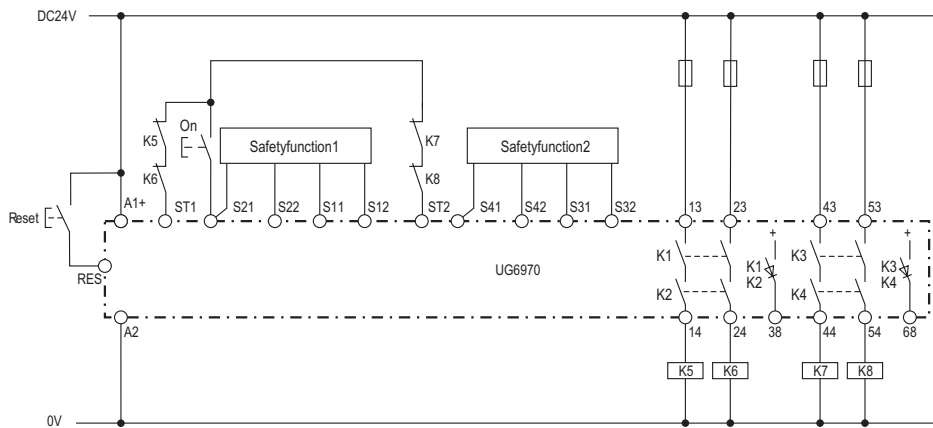 DC24V
On
K5
K6
Safetyfunction1
K7
K8
Safetyfunction2
Reset
A1+
ST1
S21
S22
S11
S12
ST2
S41
S42
S31
S32
13
23
43
53
RES
UG6970
K1
K2
+
K1
K2
K3
K4
+
K3
K4
A2
14
24
38
44
54
68
K5
K6
K7
K8
0V